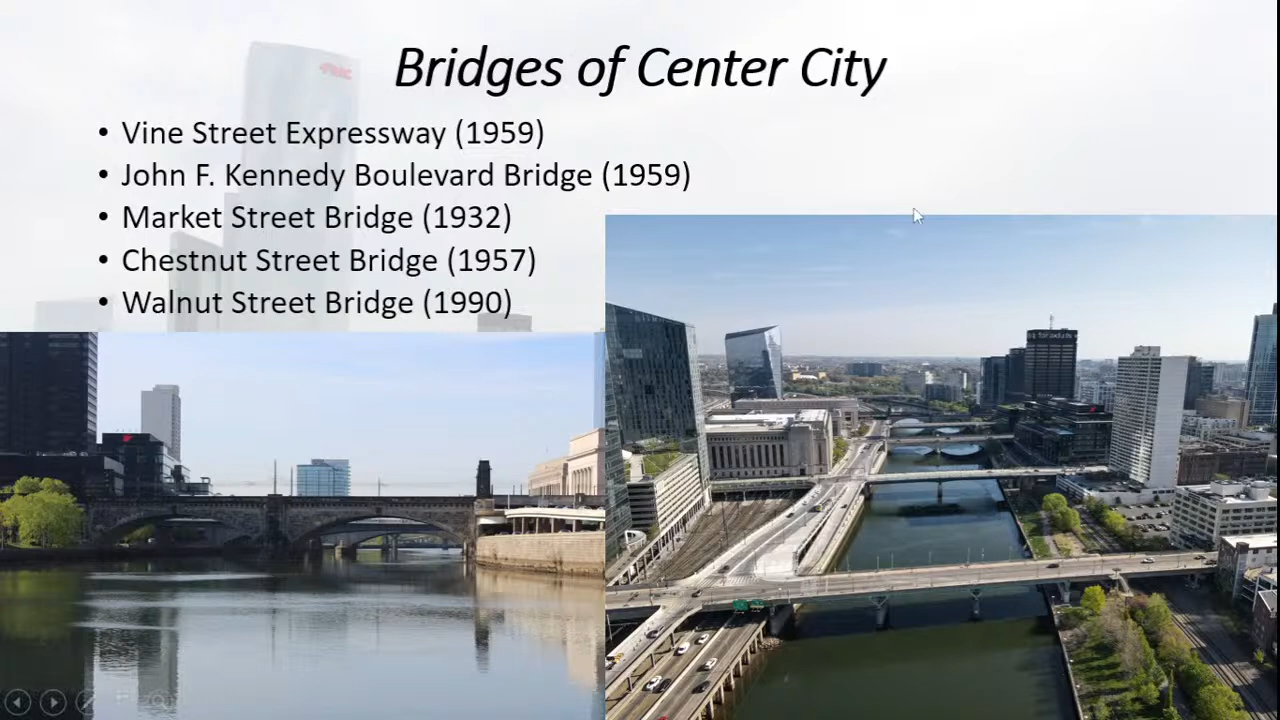 Bridges of Center City
• Vine Street Expressway (1959)
• John F. Kennedy Boulevard Bridge (1959)
• Market Street Bridge (1932)
• Chestnut Street Bridge (1957)
• Walnut Street Bridge (1990)